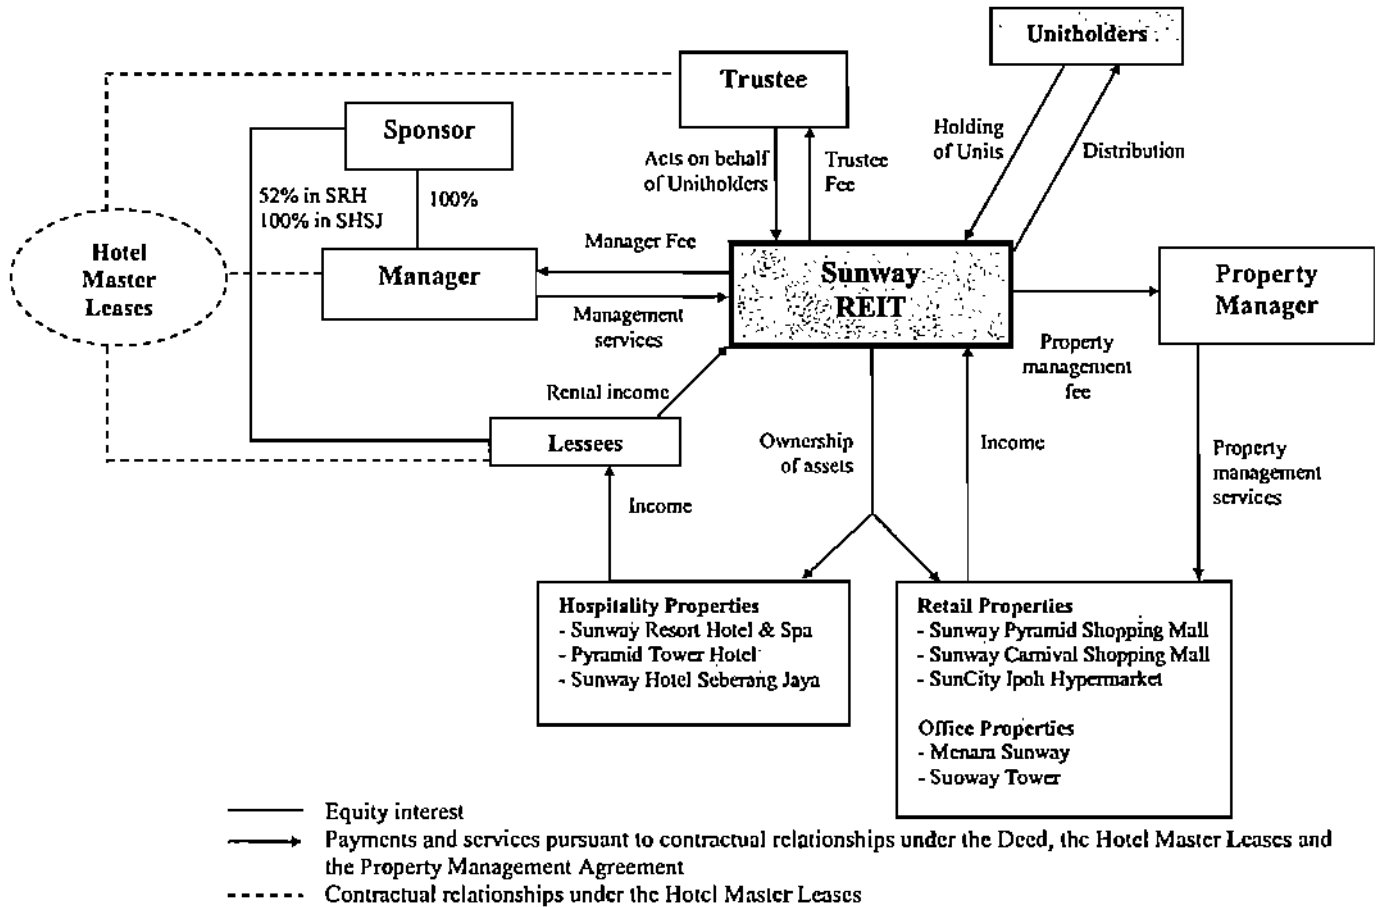 Unitholders
Trustee
Sponsor
Holding
of Units
Distribution
Acts on behalf
of Unitholders
Trustee
Fee
52% in SRH
100% in SHSJ
100%
Hotel
Master
Leases
Manager
Manager Fee
Management
services
Sunway
REIT
Property
Manager
Property
management
fee
Rental income
Lessees
Ownership
of assets
Income
Property
management
services
Income
Hospitality Properties
- Sunway Resort Hotel & Spa
- Pyramid Tower Hotel
- Sunway Hotel Seberang Jaya
Retail Properties
- Sunway Pyramid Shopping Mall
- Sunway Carnival Shopping Mall
- SunCity Ipoh Hypermarket
Office Properties
- Menara Sunway
- Sunway Tower
Equity interest
Payments and services pursuant to contractual relationships under the Deed, the Hotel Master Leases and
the Property Management Agreement
Contractual relationships under the Hotel Master Leases